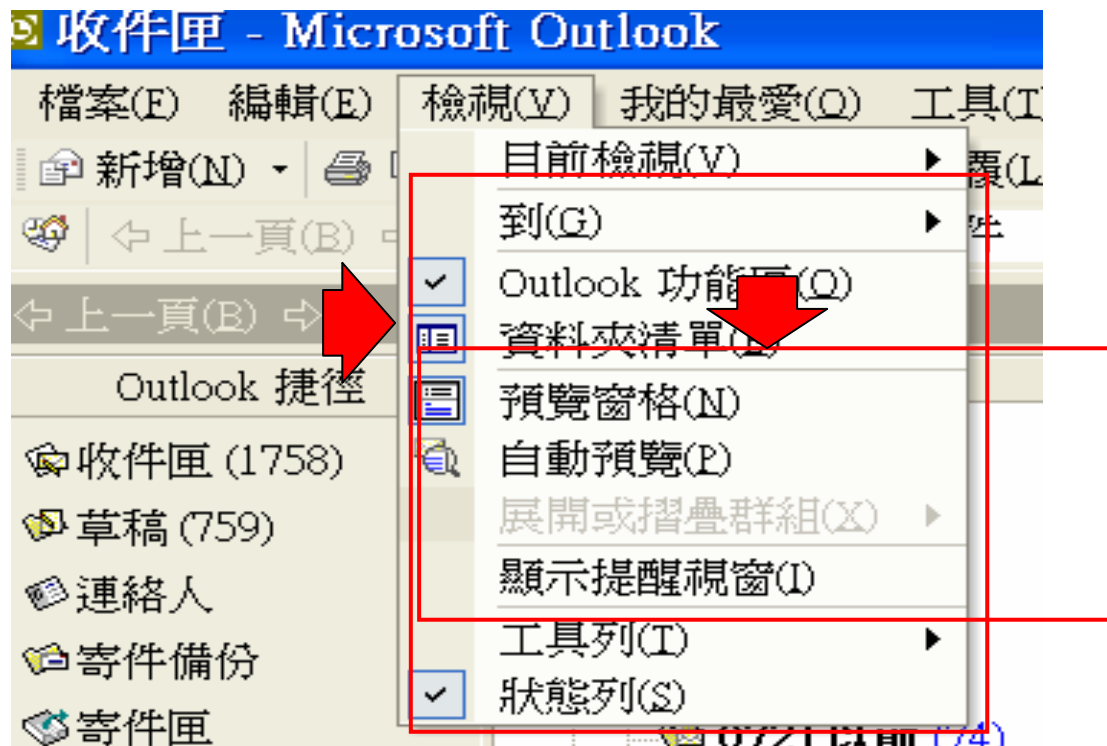 收件匣 - Microsoft Outlook
檔案(F) 編輯(E) 檢視(V) 我的最愛(O) 工具(T
新增(N)
目前檢視(V)
覆(L
上一頁(B)
到(G)
Outlook 功能區(O)
上一頁(B)
資料夾清單
Outlook 捷徑
預覽窗格(N)
收件匣 (1758)
自動預覽(P)
草稿 (759)
展開或摺疊群組(X)
顯示提醒視窗(I)
連絡人
工具列(T)
寄件備份
狀態列(S)
寄件匣
(74)